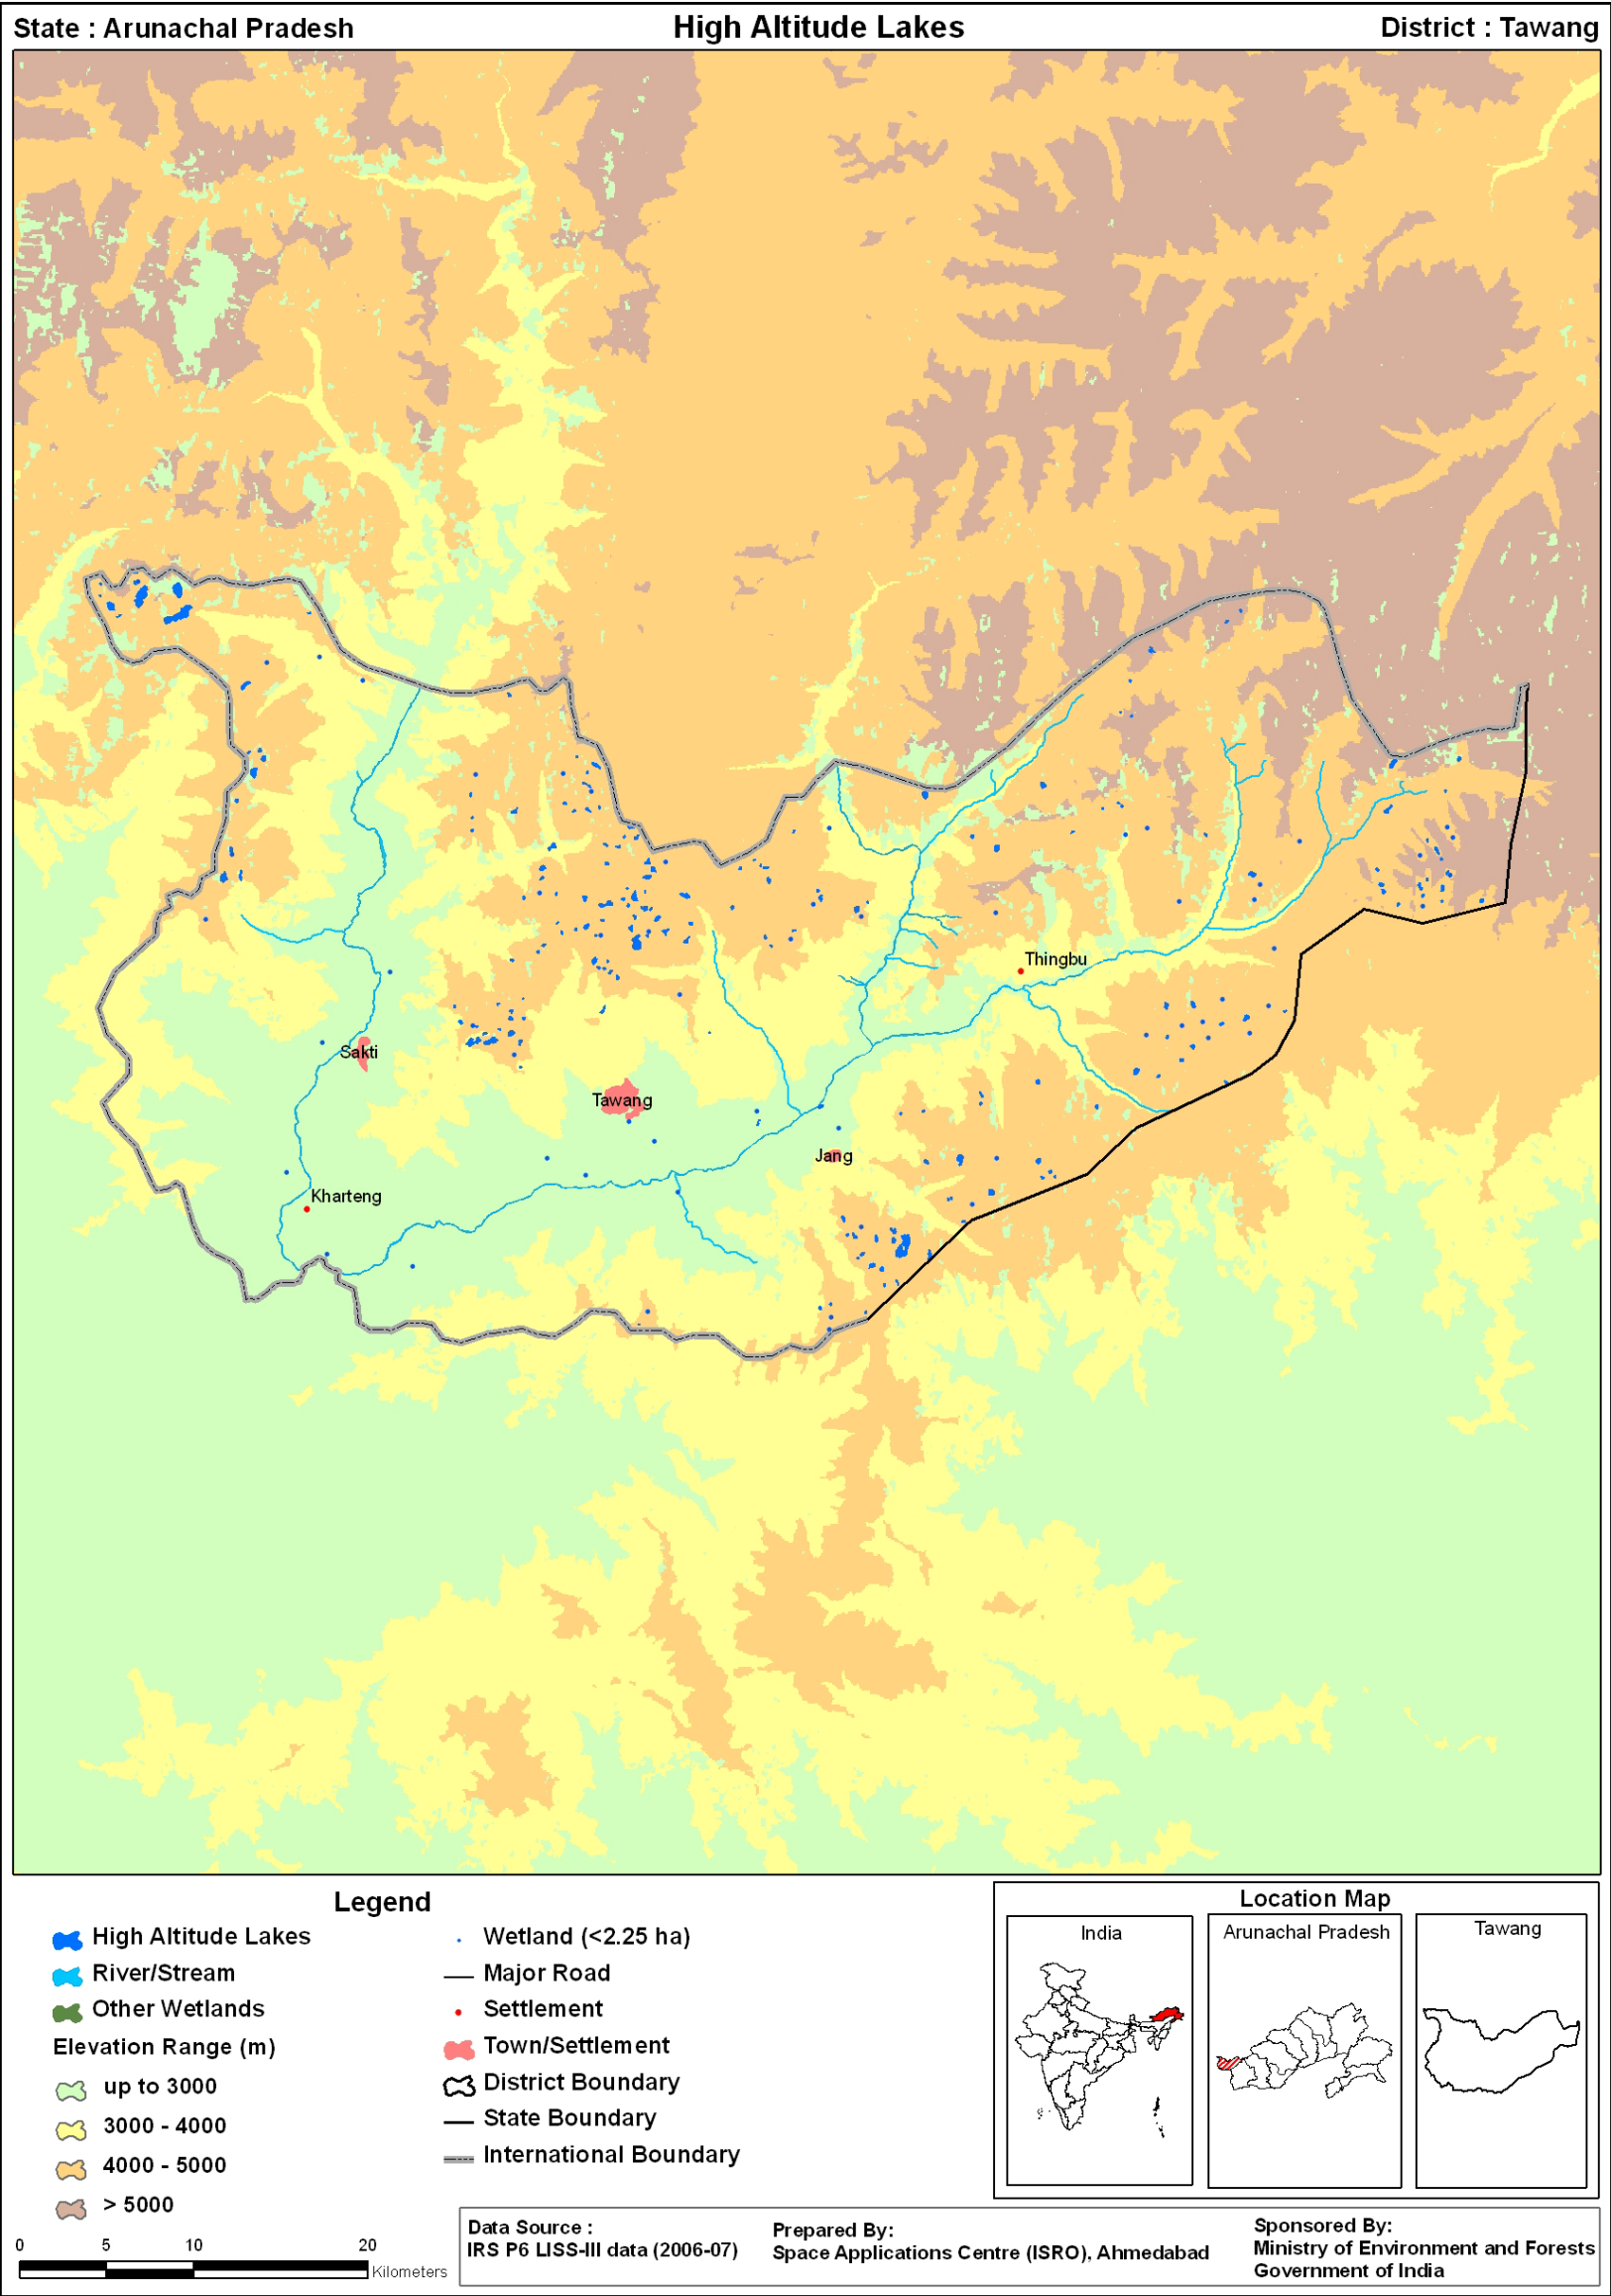 State : Arunachal Pradesh
High Altitude Lakes
District : Tawang
Thingbu
Sakti
Tawang
Jang
Kharteng
Legend
High Altitude Lakes
River/Stream
Other Wetlands
Elevation Range (m)
up to 3000
3000 - 4000
4000 - 5000
> 5000
Wetland (<2.25 ha)
Major Road
Settlement
Town/Settlement
District Boundary
State Boundary
International Boundary
Location Map
India
Arunachal Pradesh
Tawang
0 5 10 20
Kilometers
Data Source :
IRS P6 LISS-III data (2006-07)
Prepared By:
Space Applications Centre (ISRO), Ahmedabad
Sponsored By:
Ministry of Environment and Forests
Government of India